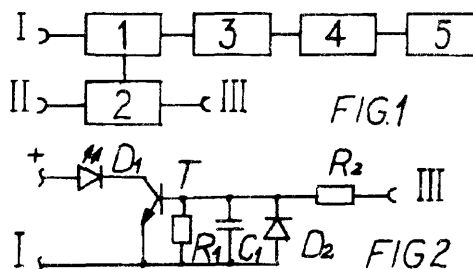 I 1 3 4 5
II 2 III
FIG.1
+ D1 T R2 III
I R1 C1 D2 FIG2